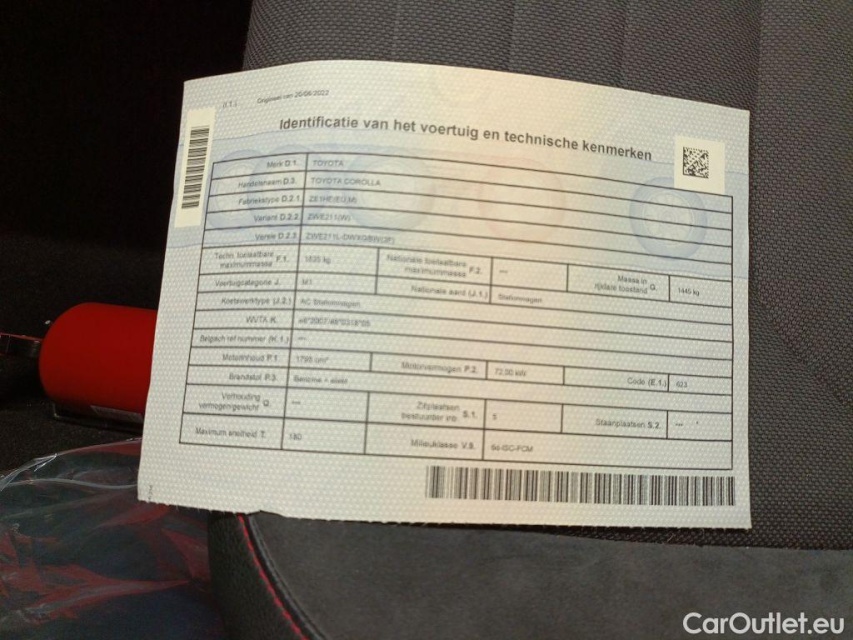 (I.1.) Origineel van 20/06/2022
Identificatie van het voertuig en technische kenmerken
Merk D.1. TOYOTA
Handelsnaam D.3. TOYOTA COROLLA
Fabriekstype D.2.1
Variant D.2.2 ZWE211(W)
Versie D.2.3
Techn. toelaatbare maximummassa F.1. 1835 kg Nationale toelaatbare maximummassa F.2. --- Massa in rijklare toestand G. 1445 kg
Voertuigcategorie J. M1 Nationale aard (J.1.) Stationwagen
Koetswerktype (J.2.) AC Stationwagen
WVTA K.
Belgisch ref nummer (K.1.) ---
Motorinhoud P.1. 1798 cm³ Motorvermogen P.2. 72.00 kW Code (E.1.)
Brandstof P.3. Benzine + elektr
Verhouding vermogen/gewicht Q. --- Zitplaatsen bestuurder inb. S.1. 5 Staanplaatsen S.2. ---
Maximum snelheid T. 180 Milieuklasse V.9.
CarOutlet.eu